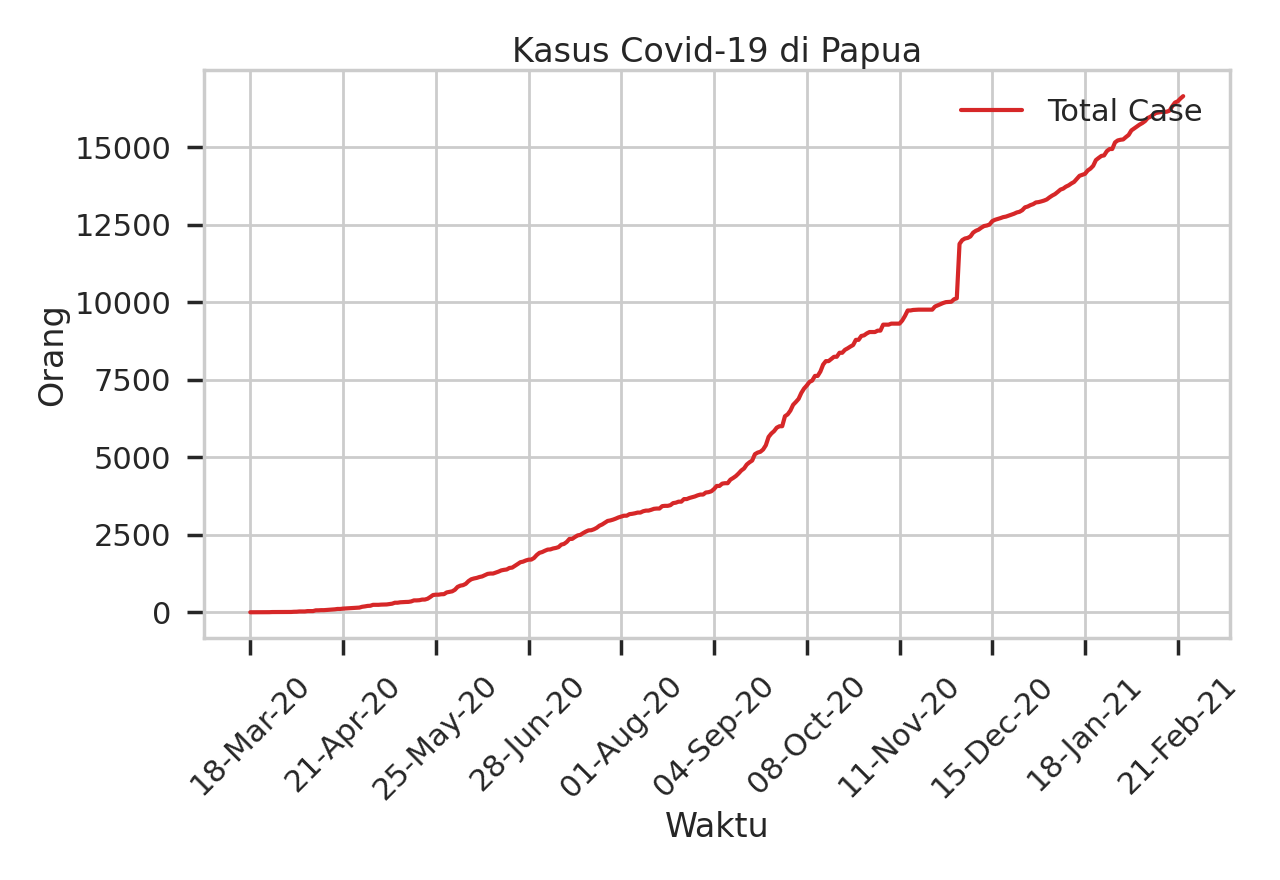 Kasus Covid-19 di Papua
Total Case
Orang
15000
12500
10000
7500
5000
2500
0
18-Mar-20
21-Apr-20
25-May-20
28-Jun-20
01-Aug-20
04-Sep-20
08-Oct-20
11-Nov-20
15-Dec-20
18-Jan-21
21-Feb-21
Waktu